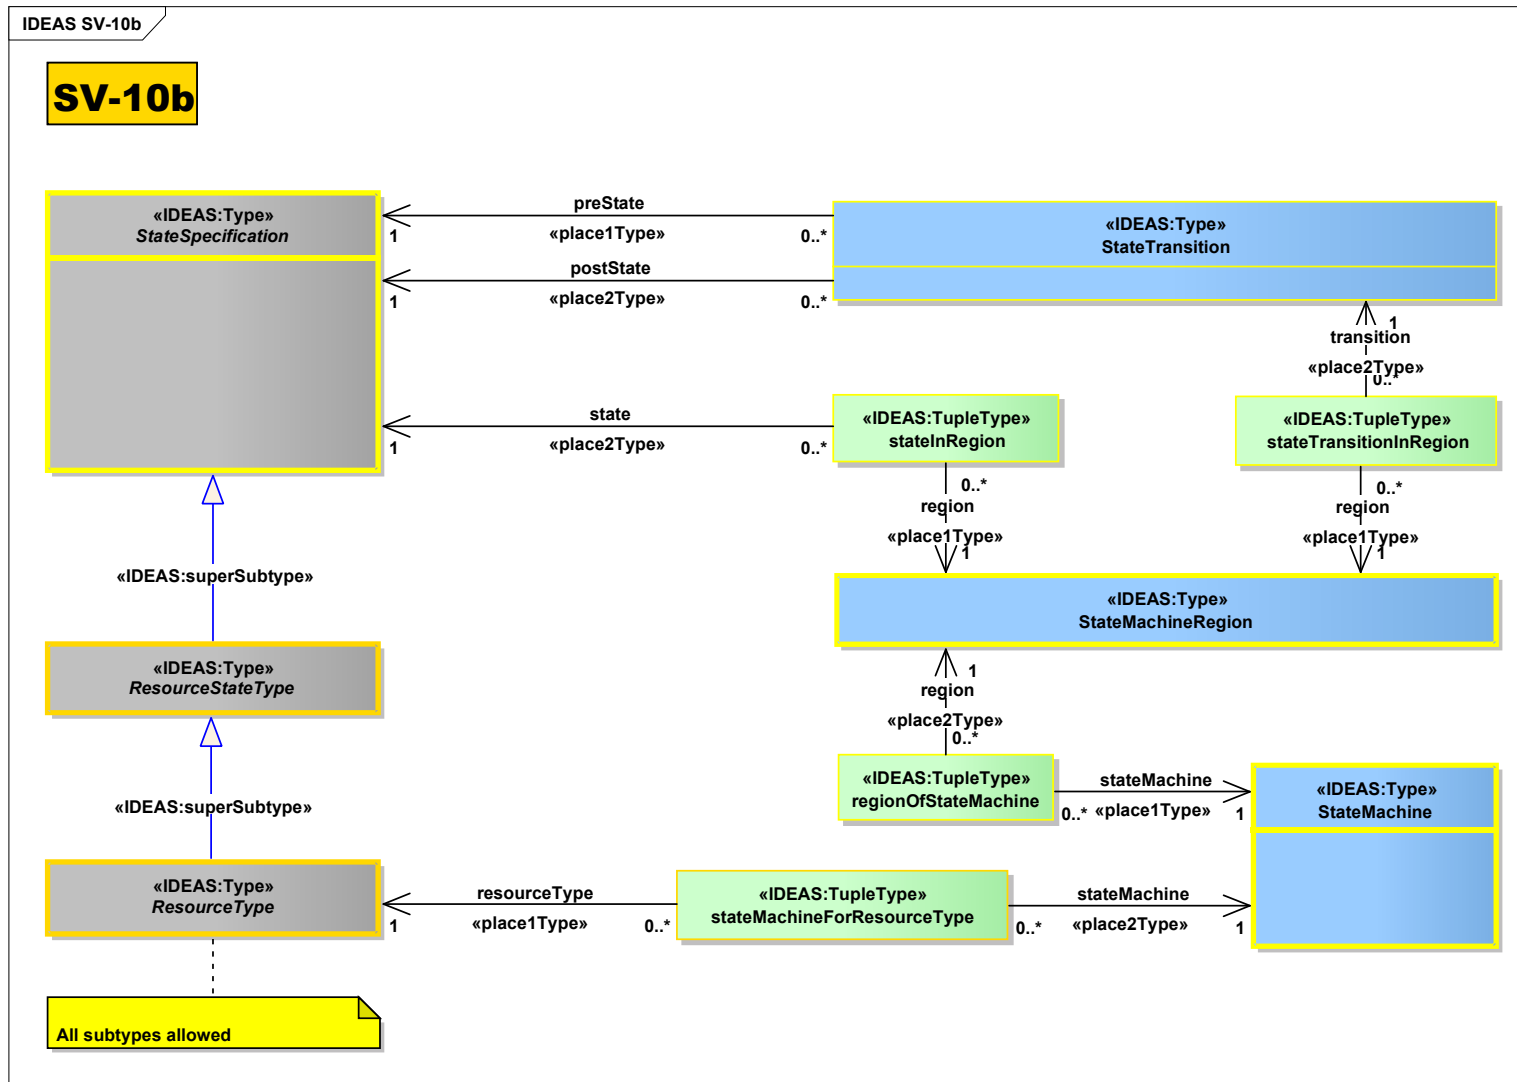 IDEAS SV-10b
SV-10b
«IDEAS:Type»
StateSpecification
preState
«place1Type»
1
0..*
postState
«place2Type»
1
0..*
«IDEAS:Type»
StateTransition
1
transition
«place2Type»
0..*
state
«place2Type»
1
0..*
«IDEAS:TupleType»
stateInRegion
«IDEAS:TupleType»
stateTransitionInRegion
0..*
region
«place1Type»
1
0..*
region
«place1Type»
1
«IDEAS:superSubtype»
«IDEAS:Type»
StateMachineRegion
«IDEAS:Type»
ResourceStateType
1
region
«place2Type»
0..*
«IDEAS:superSubtype»
«IDEAS:TupleType»
regionOfStateMachine
stateMachine
0..*
«place1Type»
1
«IDEAS:Type»
StateMachine
«IDEAS:Type»
ResourceType
resourceType
1
«place1Type»
0..*
«IDEAS:TupleType»
stateMachineForResourceType
stateMachine
0..*
«place2Type»
1
All subtypes allowed